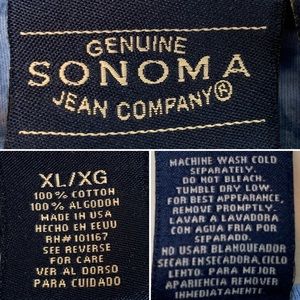 GENUINE
SONOMA
JEAN COMPANY®
XL/XG
100% COTTON
100% ALGODON
MADE IN USA
HECHO EN EEUU
RN#101167
SEE REVERSE
FOR CARE
VER AL DORSO
PARA CUIDADO
MACHINE WASH COLD
SEPARATELY.
DO NOT BLEACH.
TUMBLE DRY LOW.
FOR BEST APPEARANCE,
REMOVE PROMPTLY.
LAVAR A LAVADORA
CON AGUA FRIA POR
SEPARADO.
NO USAR BLANQUEADOR
SECAR EN SECADORA, CICLO
LENTO. PARA MEJOR
APARIENCIA REMOVER
INMEDIATAMENTE